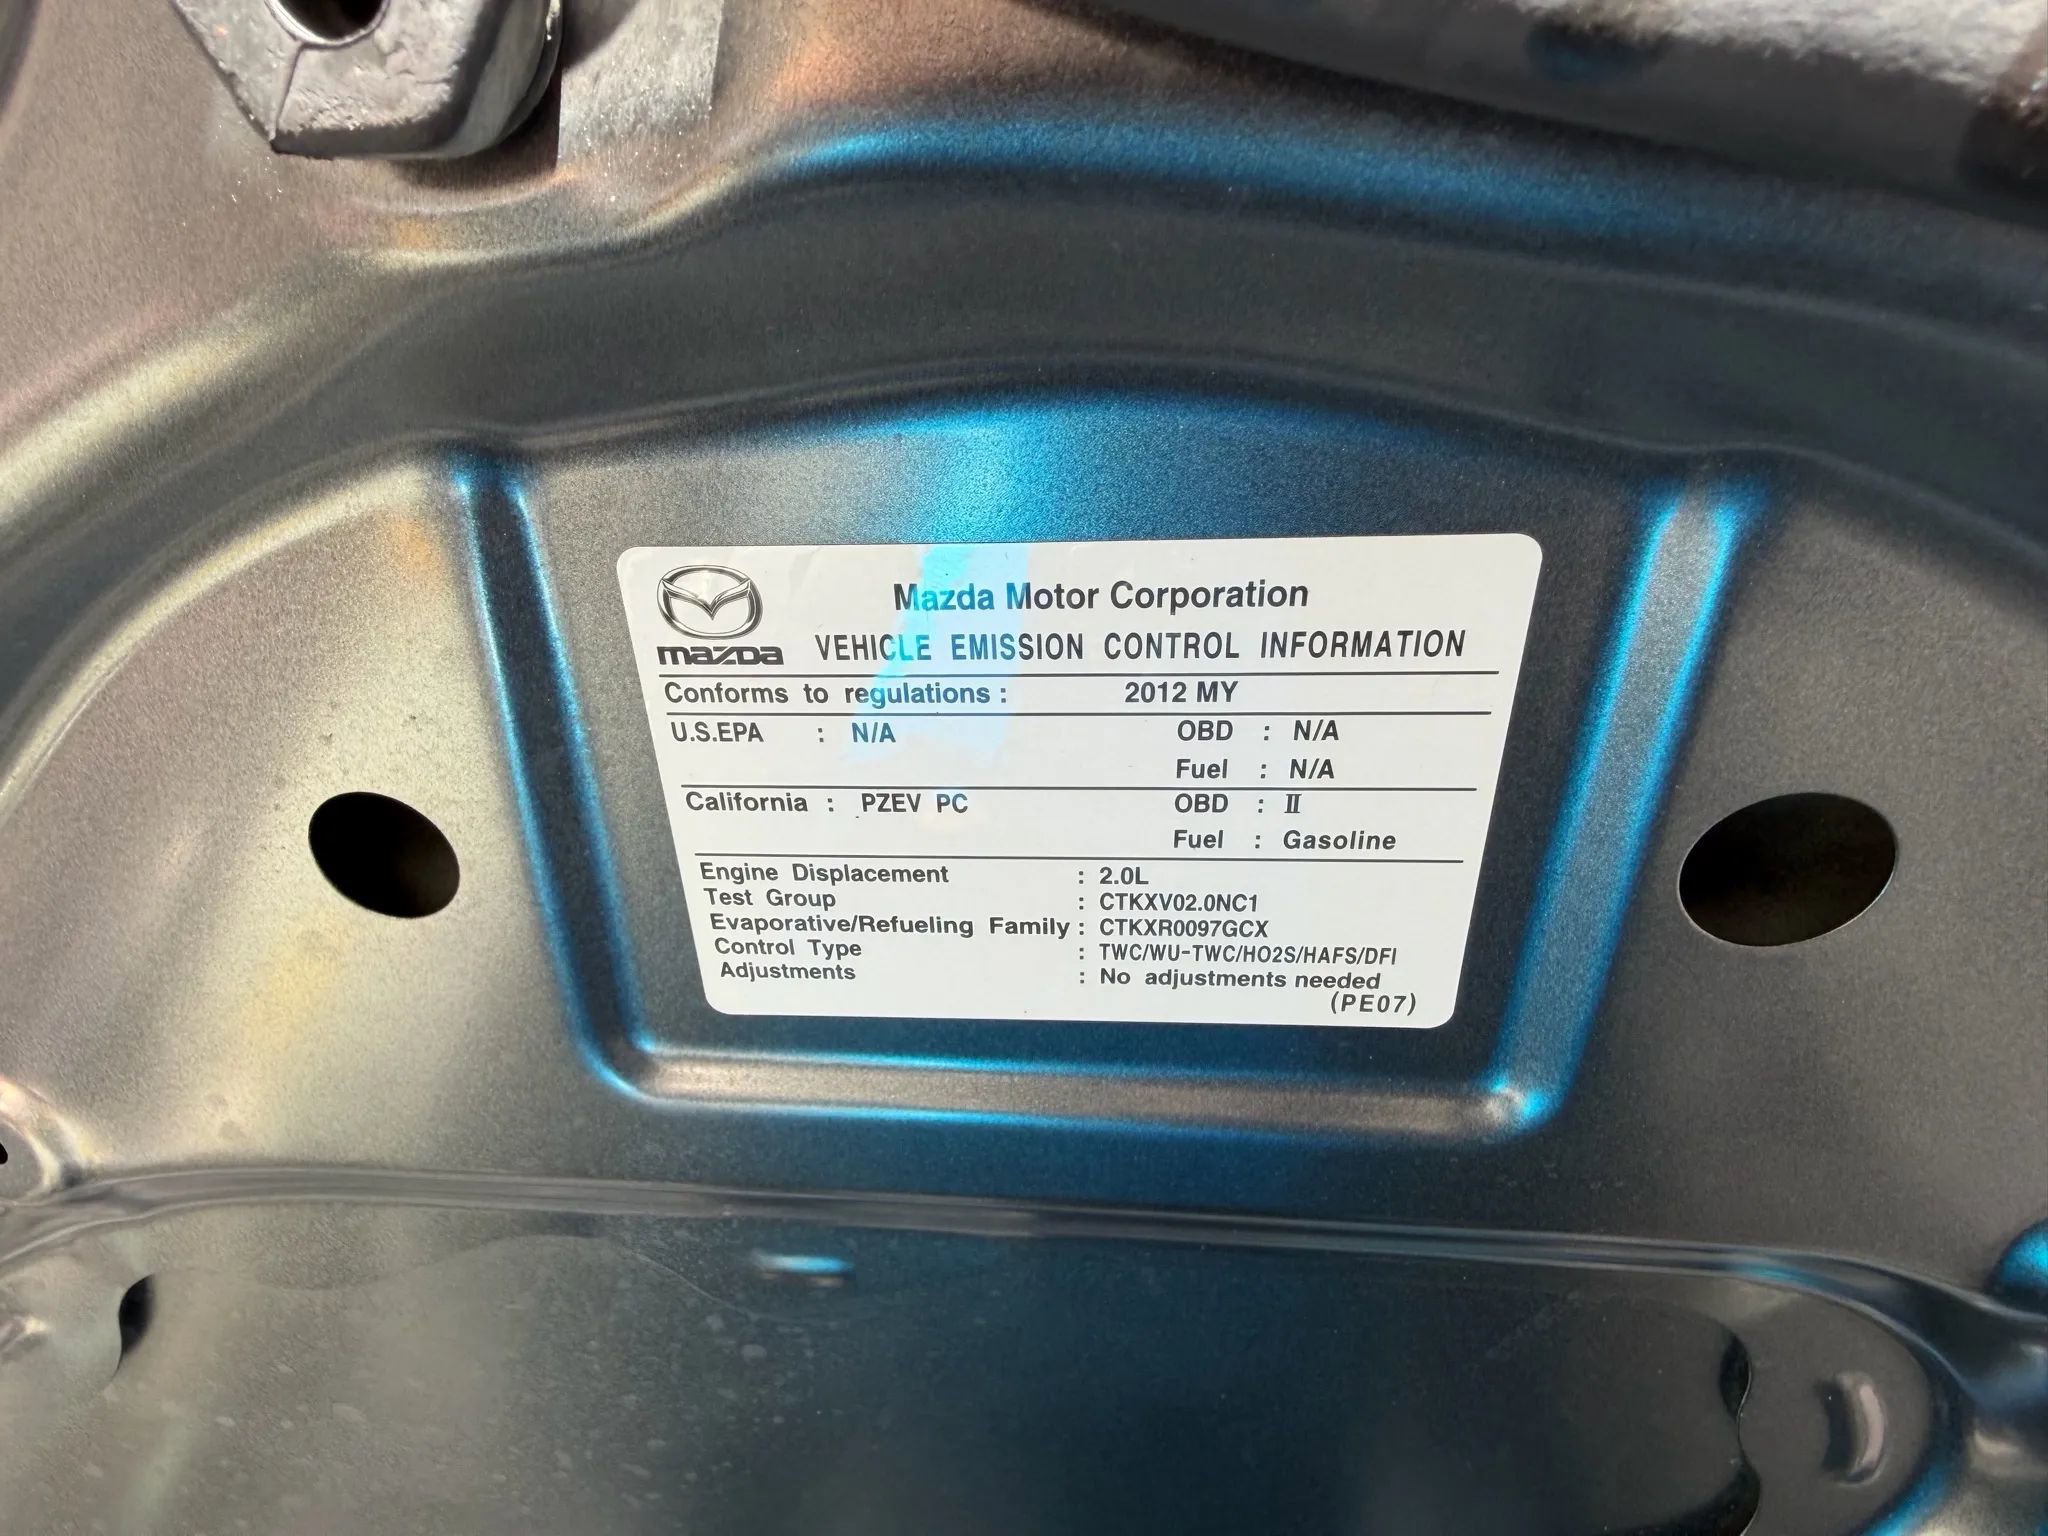 Mazda Motor Corporation
mazda VEHICLE EMISSION CONTROL INFORMATION
Conforms to regulations : 2012 MY
U.S.EPA : N/A OBD : N/A
Fuel : N/A
California : PZEV PC OBD : II
Fuel : Gasoline
Engine Displacement : 2.0L
Test Group : CTKXV02.0NC1
Evaporative/Refueling Family : CTKXR0097GCX
Control Type : TWC/WU-TWC/HO2S/HAFS/DFI
Adjustments : No adjustments needed
(PE07)